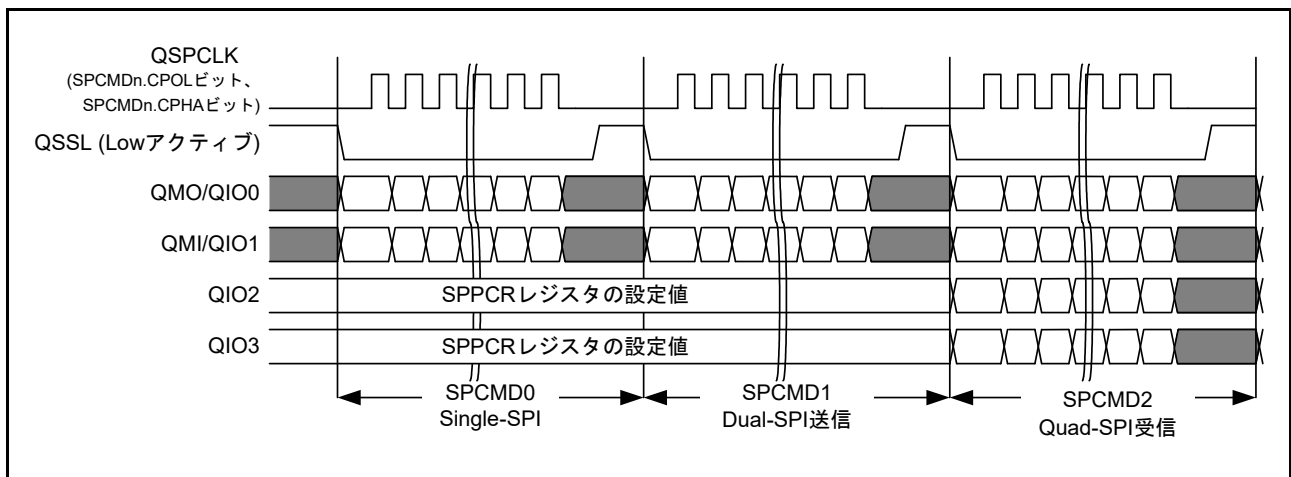 QSPCLK
(SPCMDn.CPOLビット、
SPCMDn.CPHAビット)
QSSL (Lowアクティブ)
QMO/QIO0
QMI/QIO1
QIO2
SPPCRレジスタの設定値
QIO3
SPPCRレジスタの設定値
SPCMD0
Single-SPI
SPCMD1
Dual-SPI送信
SPCMD2
Quad-SPI受信